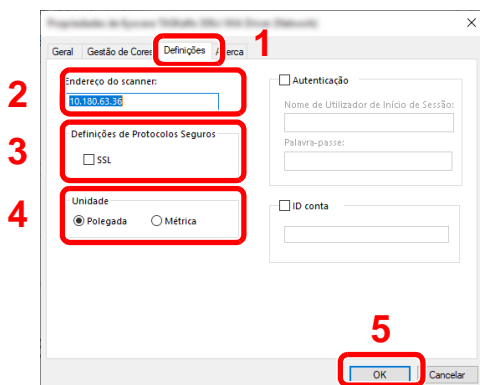 Geral Gestão de Cores Definições Acerca 1
2 Endereço do scanner:
10.180.63.36
Autenticação
Nome de Utilizador de Início de Sessão:
Palavra-passe:
3 Definições de Protocolos Seguros
SSL
4 Unidade
Polegada Métrica
ID conta
5
OK Cancelar